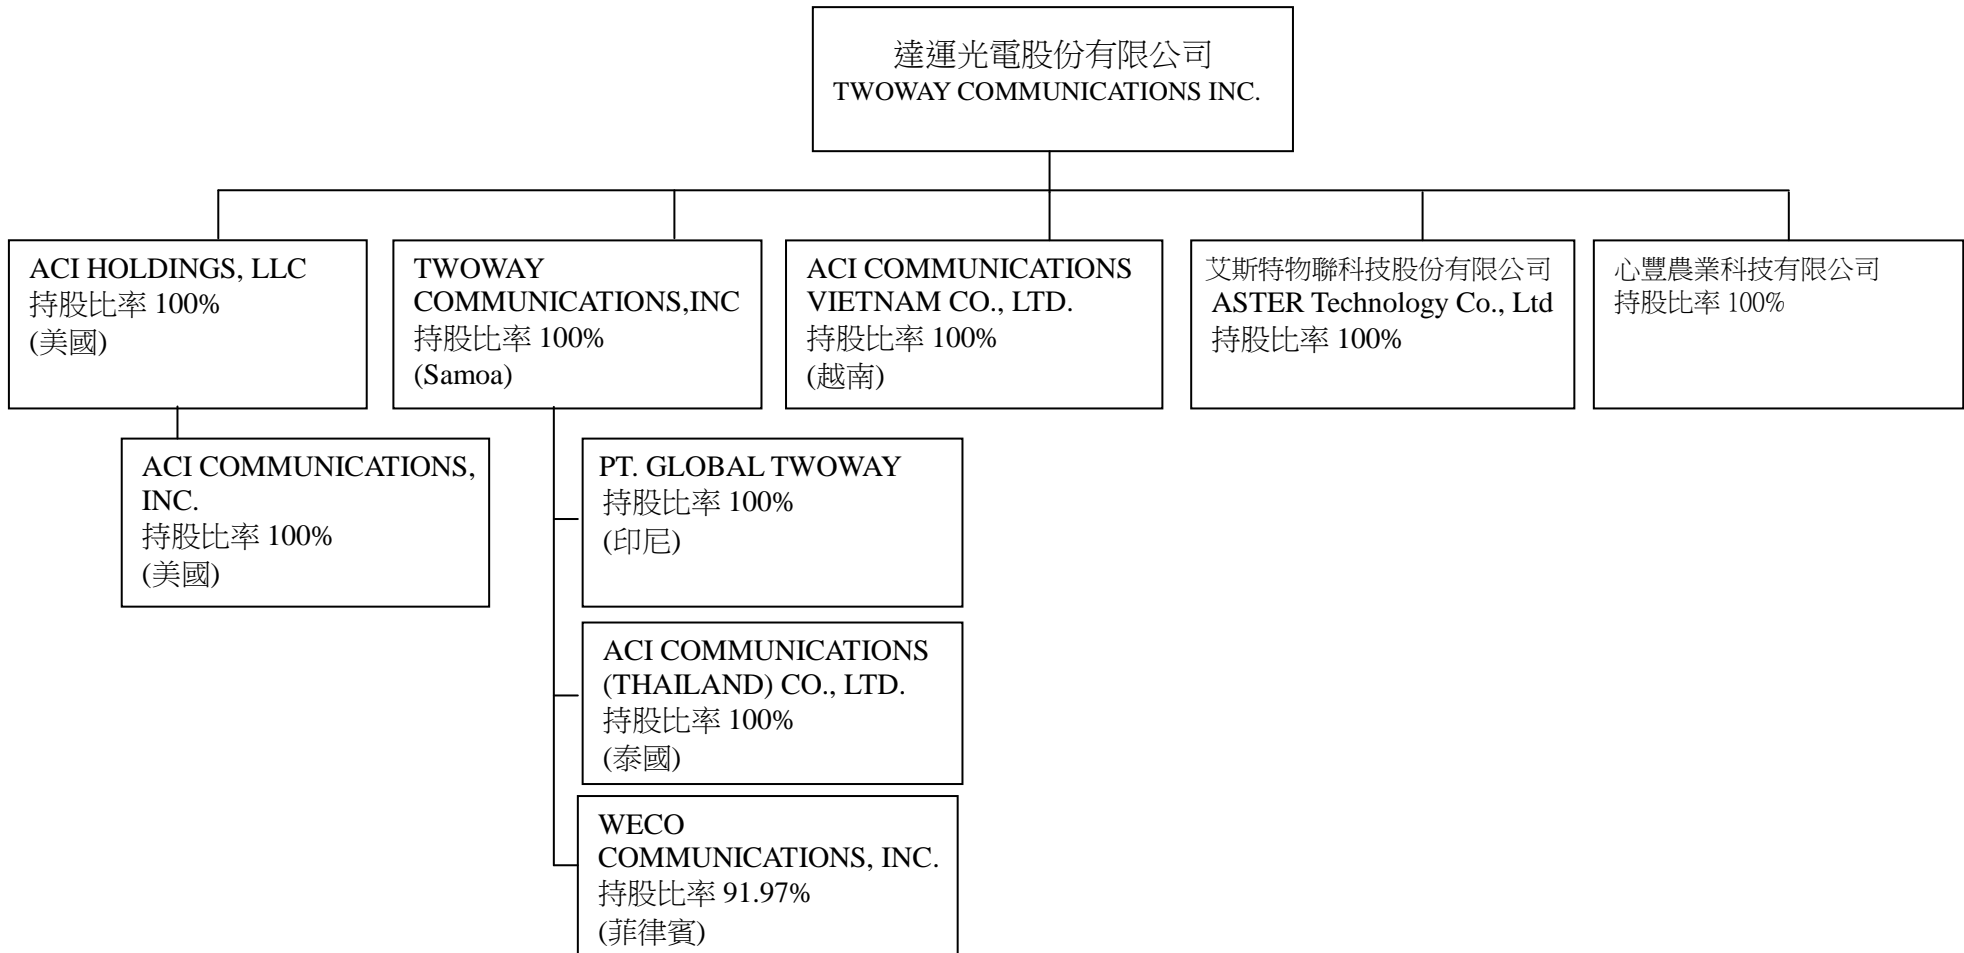 達運光電股份有限公司
TWOWAY COMMUNICATIONS INC.
ACI HOLDINGS, LLC
持股比率 100%
(美國)
TWOWAY
COMMUNICATIONS,INC
持股比率 100%
(Samoa)
ACI COMMUNICATIONS
VIETNAM CO., LTD.
持股比率 100%
(越南)
艾斯特物聯科技股份有限公司
ASTER Technology Co., Ltd
持股比率 100%
心豐農業科技有限公司
持股比率 100%
ACI COMMUNICATIONS,
INC.
持股比率 100%
(美國)
PT. GLOBAL TWOWAY
持股比率 100%
(印尼)
ACI COMMUNICATIONS
(THAILAND) CO., LTD.
持股比率 100%
(泰國)
WECO
COMMUNICATIONS, INC.
持股比率 91.97%
(菲律賓)